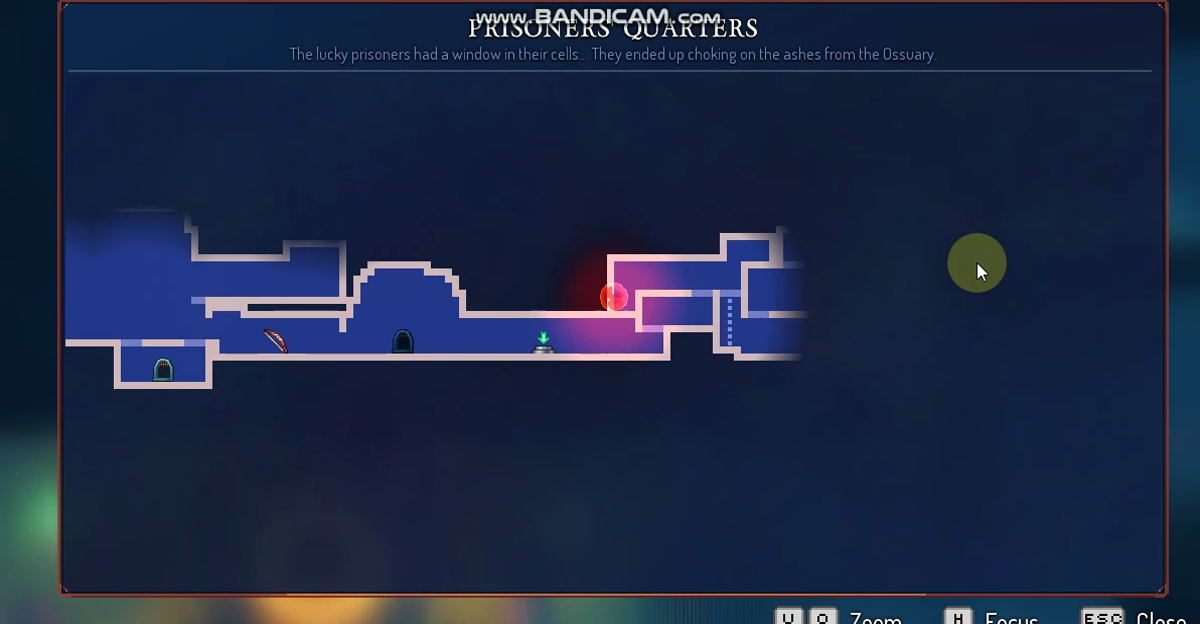 www.BANDICAM.com
PRISONERS' QUARTERS
The lucky prisoners had a window in their cells... They ended up choking on the ashes from the Ossuary.
Zoom Focus ESC Close